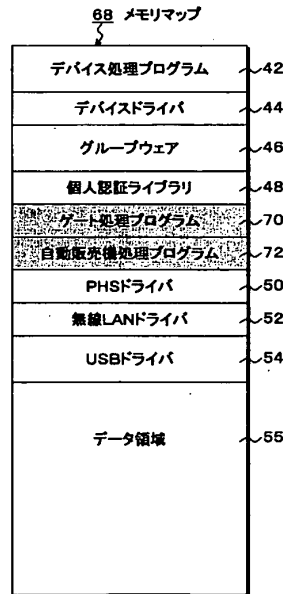 68 メモリマップ
デバイス処理プログラム 42
デバイスドライバ 44
グループウェア 46
個人認証ライブラリ 48
ゲート処理プログラム 70
自動販売機処理プログラム 72
PHSドライバ 50
無線LANドライバ 52
USBドライバ 54
データ領域 55